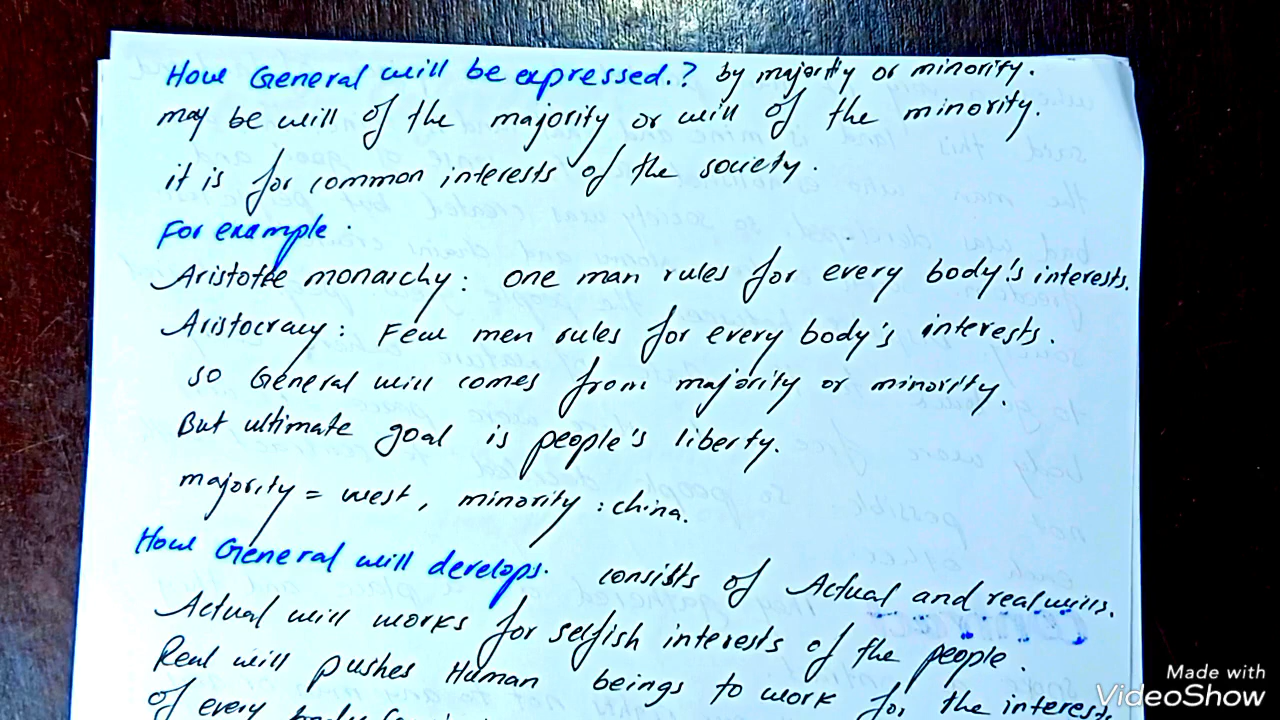 How General will be expressed.? by majority or minority.
may be will of the majority or will of the minority.
it is for common interests of the society.
For example.
Aristotle monarchy: one man rules for every body's interests.
Aristocracy: Few men rules for every body's interests.
so General will comes from majority or minority.
But ultimate goal is people's liberty.
majority = west, minority : china.
How General will develops. consists of Actual and real wills.
Actual will works for selfish interests of the people.
Real will pushes Human beings to work for the interests
of every
Made with
VideoShow